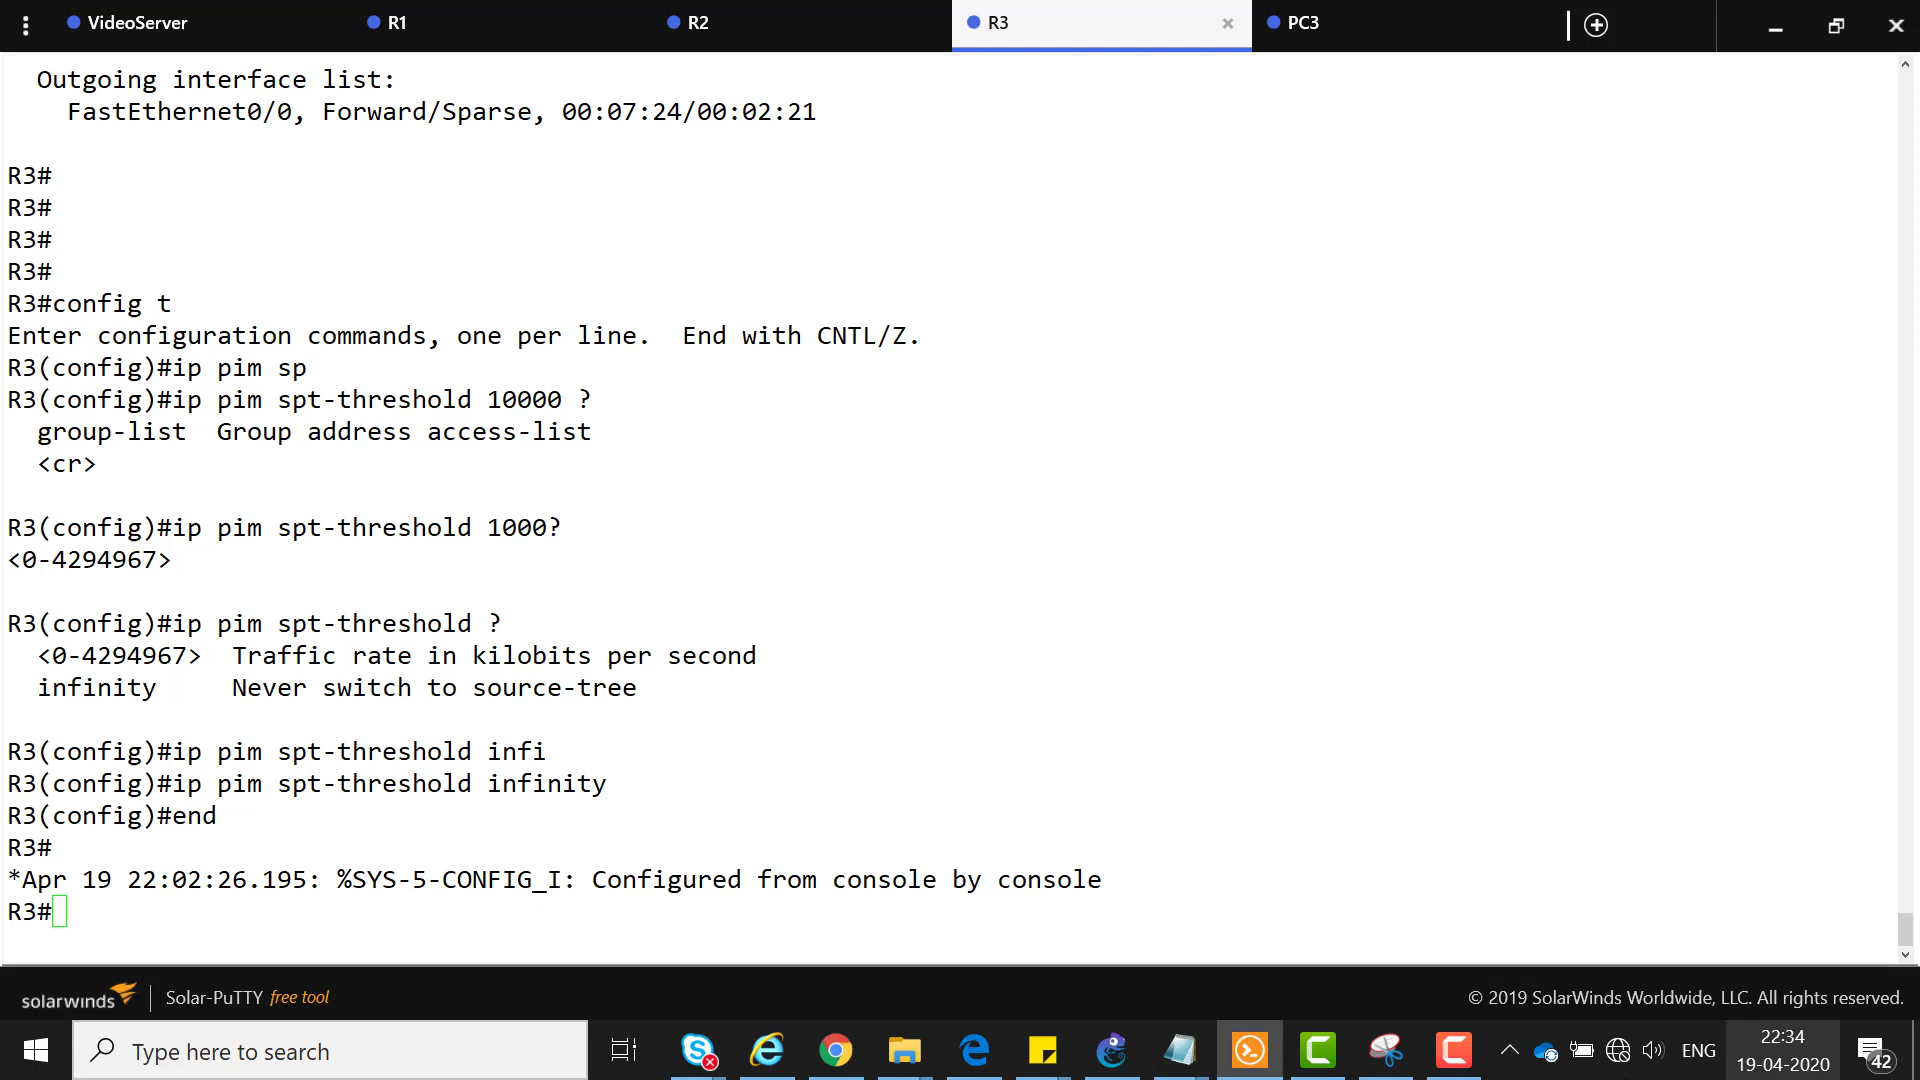 VideoServer R1 R2 R3 PC3
Outgoing interface list:
FastEthernet0/0, Forward/Sparse, 00:07:24/00:02:21
R3#
R3#
R3#
R3#
R3#config t
Enter configuration commands, one per line.  End with CNTL/Z.
R3(config)#ip pim sp
R3(config)#ip pim spt-threshold 10000 ?
group-list  Group address access-list
<cr>
R3(config)#ip pim spt-threshold 1000?
<0-4294967>
R3(config)#ip pim spt-threshold ?
<0-4294967>  Traffic rate in kilobits per second
infinity     Never switch to source-tree
R3(config)#ip pim spt-threshold infi
R3(config)#ip pim spt-threshold infinity
R3(config)#end
R3#
*Apr 19 22:02:26.195: %SYS-5-CONFIG_I: Configured from console by console
R3#
solarwinds Solar-PuTTY free tool © 2019 SolarWinds Worldwide, LLC. All rights reserved.
Type here to search ENG 22:34
19-04-2020 42